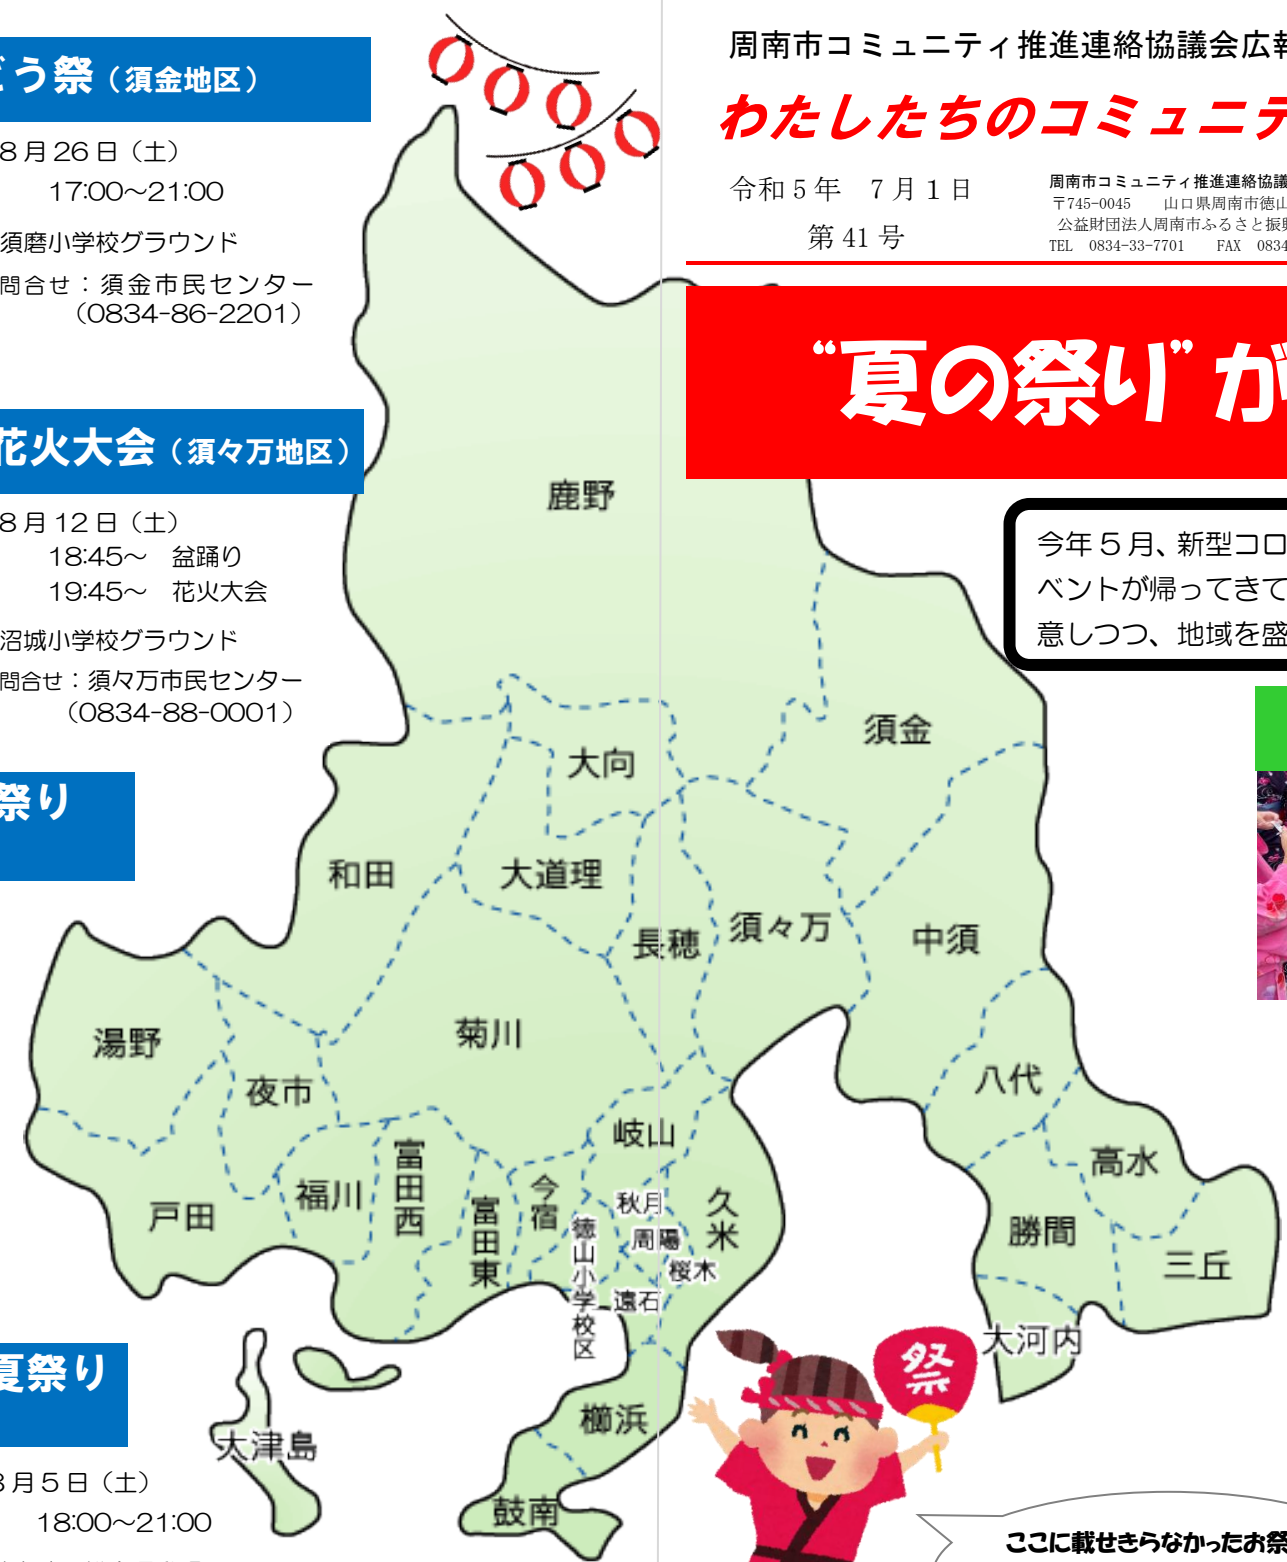 どう祭（須金地区）
8月26日（土）
17:00～21:00
須磨小学校グラウンド
問合せ：須金市民センター
（0834-86-2201）
花火大会（須々万地区）
8月12日（土）
18:45～　盆踊り
19:45～　花火大会
沼城小学校グラウンド
問合せ：須々万市民センター
（0834-88-0001）
祭り
夏祭り
月5日（土）
18:00～21:00
周南市コミュニティ推進連絡協議会広報
わたしたちのコミュニテ
令和5年　7月1日
第 41 号
周南市コミュニティ推進連絡協議
〒745-0045　　山口県周南市徳山
公益財団法人周南市ふるさと振興
TEL　0834-33-7701　　FAX　0834
“夏の祭り”が
今年5月、新型コロ
ベントが帰ってきて
意しつつ、地域を盛
鹿野
須金
大向
和田
大道理
長穂
須々万
中須
湯野
菊川
夜市
八代
岐山
高水
戸田
福川
富田西
富田東
今宿
徳山小学校区
秋月
周陽
桜木
遠石
久米
勝間
三丘
大河内
櫛浜
大津島
鼓南
祭
ここに載せきらなかったお祭